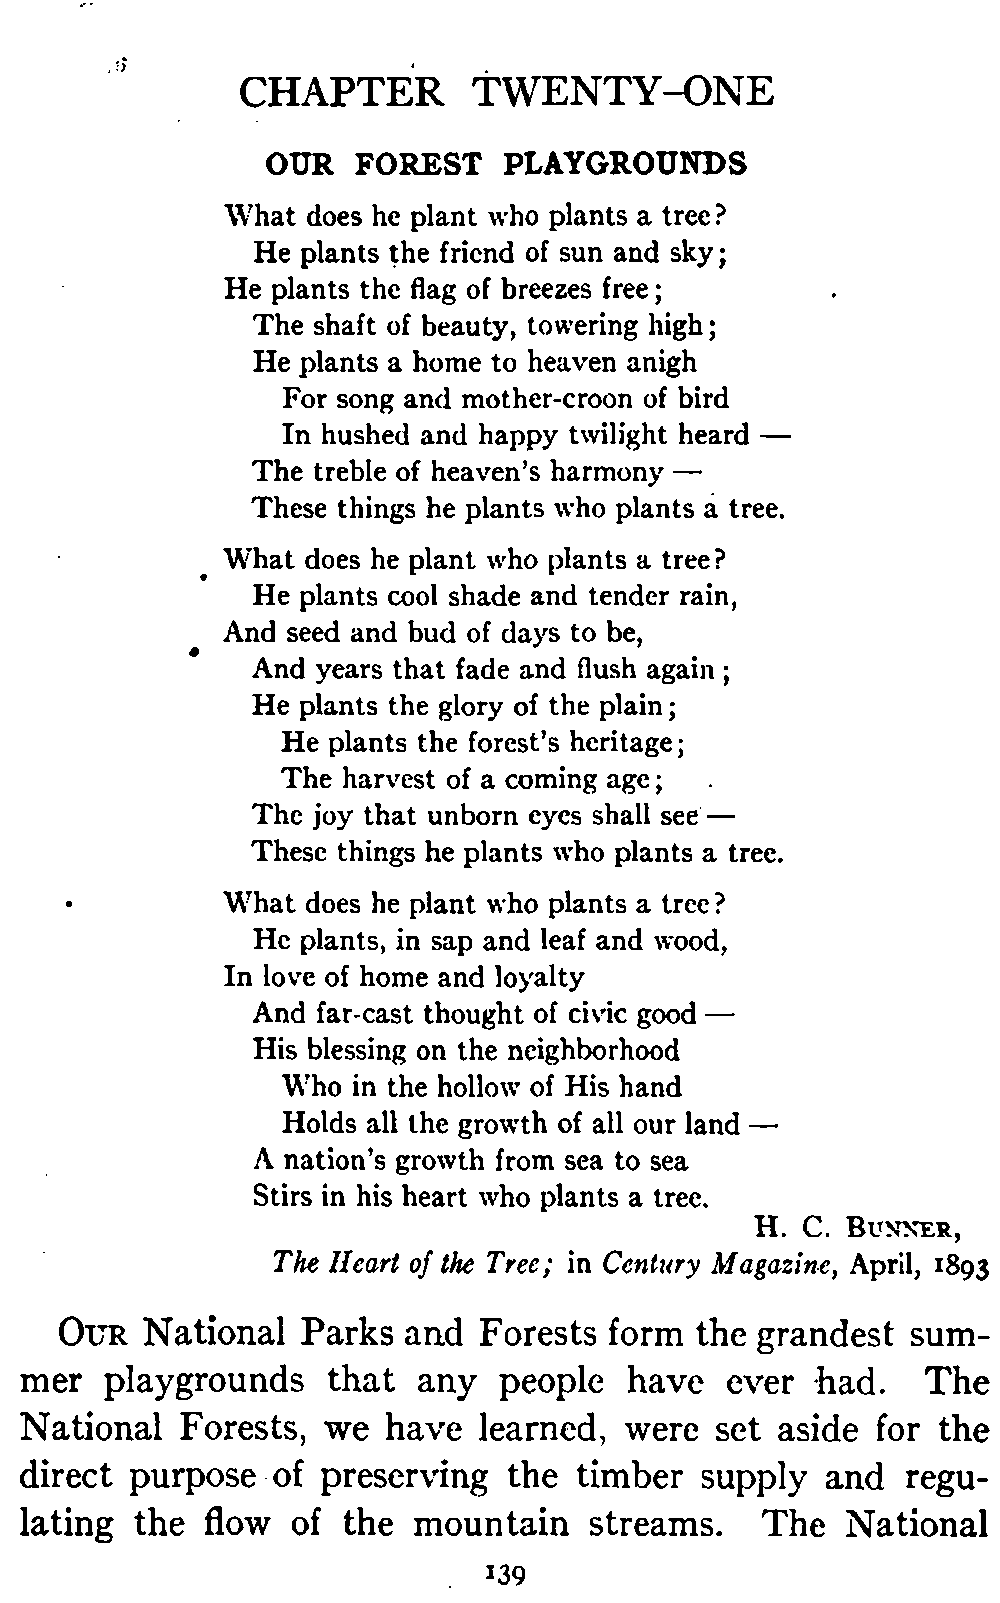 CHAPTER TWENTY-ONE
OUR FOREST PLAYGROUNDS
What does he plant who plants a tree?
He plants the friend of sun and sky;
He plants the flag of breezes free;
The shaft of beauty, towering high;
He plants a home to heaven anigh
For song and mother-croon of bird
In hushed and happy twilight heard —
The treble of heaven's harmony —
These things he plants who plants a tree.
What does he plant who plants a tree?
He plants cool shade and tender rain,
And seed and bud of days to be,
And years that fade and flush again;
He plants the glory of the plain;
He plants the forest's heritage;
The harvest of a coming age;
The joy that unborn eyes shall see —
These things he plants who plants a tree.
What does he plant who plants a tree?
He plants, in sap and leaf and wood,
In love of home and loyalty
And far-cast thought of civic good —
His blessing on the neighborhood
Who in the hollow of His hand
Holds all the growth of all our land —
A nation's growth from sea to sea
Stirs in his heart who plants a tree.
H. C. BUNNER,
The Heart of the Tree; in Century Magazine, April, 1893
OUR National Parks and Forests form the grandest sum-
mer playgrounds that any people have ever had. The
National Forests, we have learned, were set aside for the
direct purpose of preserving the timber supply and regu-
lating the flow of the mountain streams. The National
139